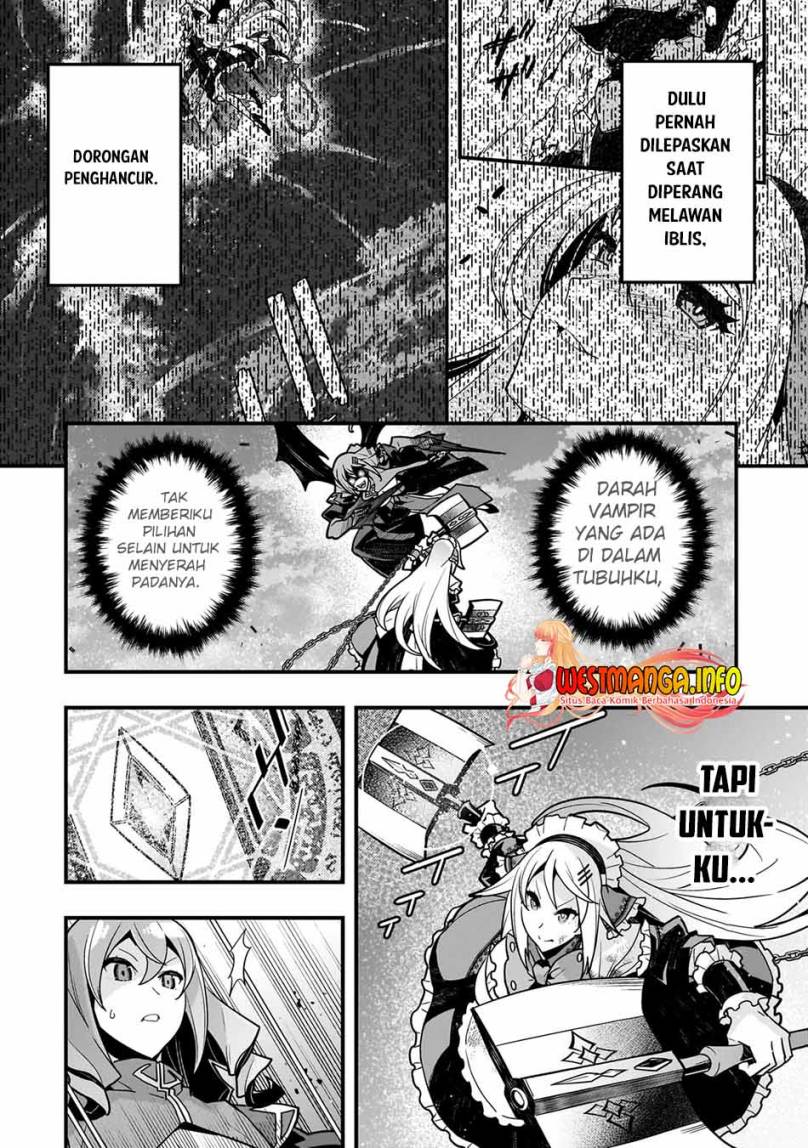 DULU
PERNAH
DILEPASKAN
SAAT
DIPERANG
MELAWAN
IBLIS,
DORONGAN
PENGHANCUR.
DARAH
VAMPIR
YANG ADA
DI DALAM
TUBUHKU,
TAK
MEMBERIKU
PILIHAN
SELAIN UNTUK
MENYERAH
PADANYA.
WESTMANGA.INFO
Situs Baca Komik Berbahasa Indonesia
TAPI
UNTUK-
KU...